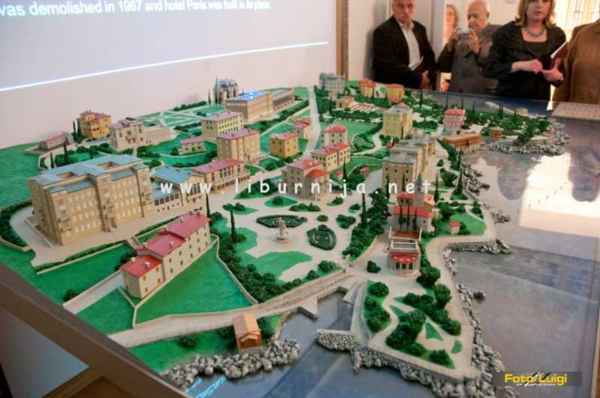 was demolished in 1967 and hotel Paris was built in its place.
www.liburnija.net
Foto Luigi